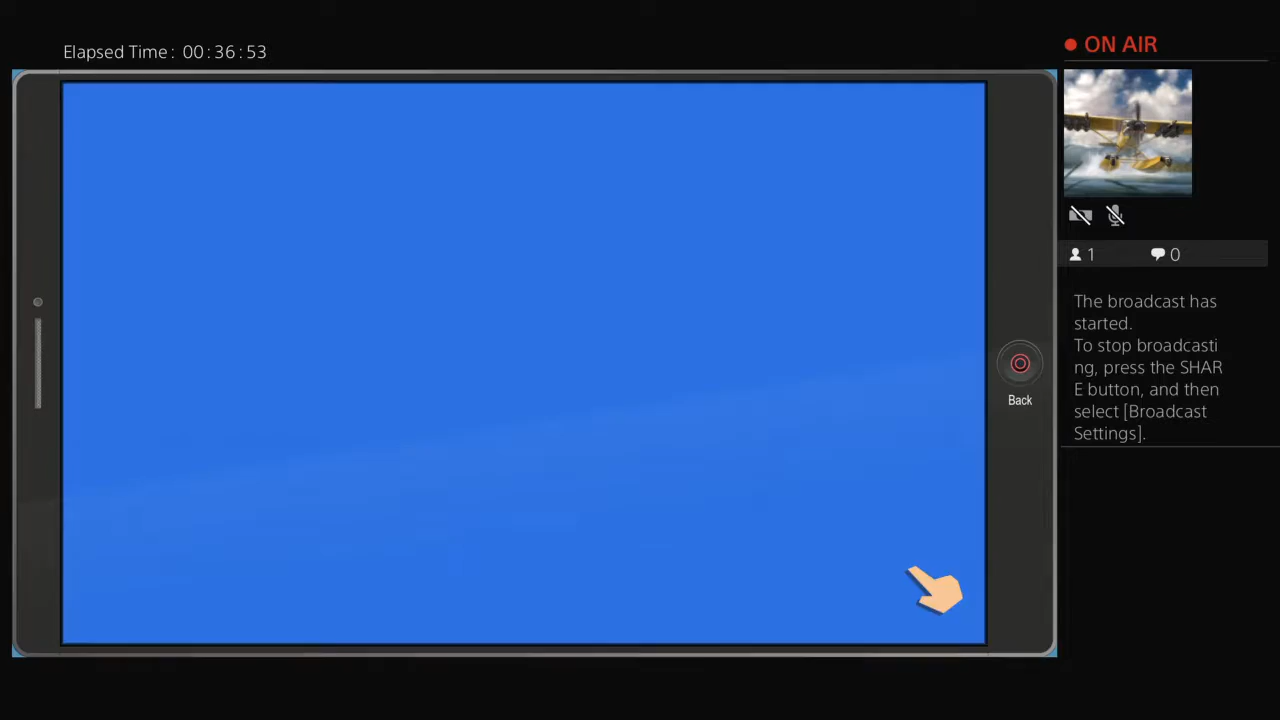 Elapsed Time: 00:36:53
ON AIR
1
0
The broadcast has
started.
To stop broadcasti
ng, press the SHAR
E button, and then
select [Broadcast
Settings].
Back